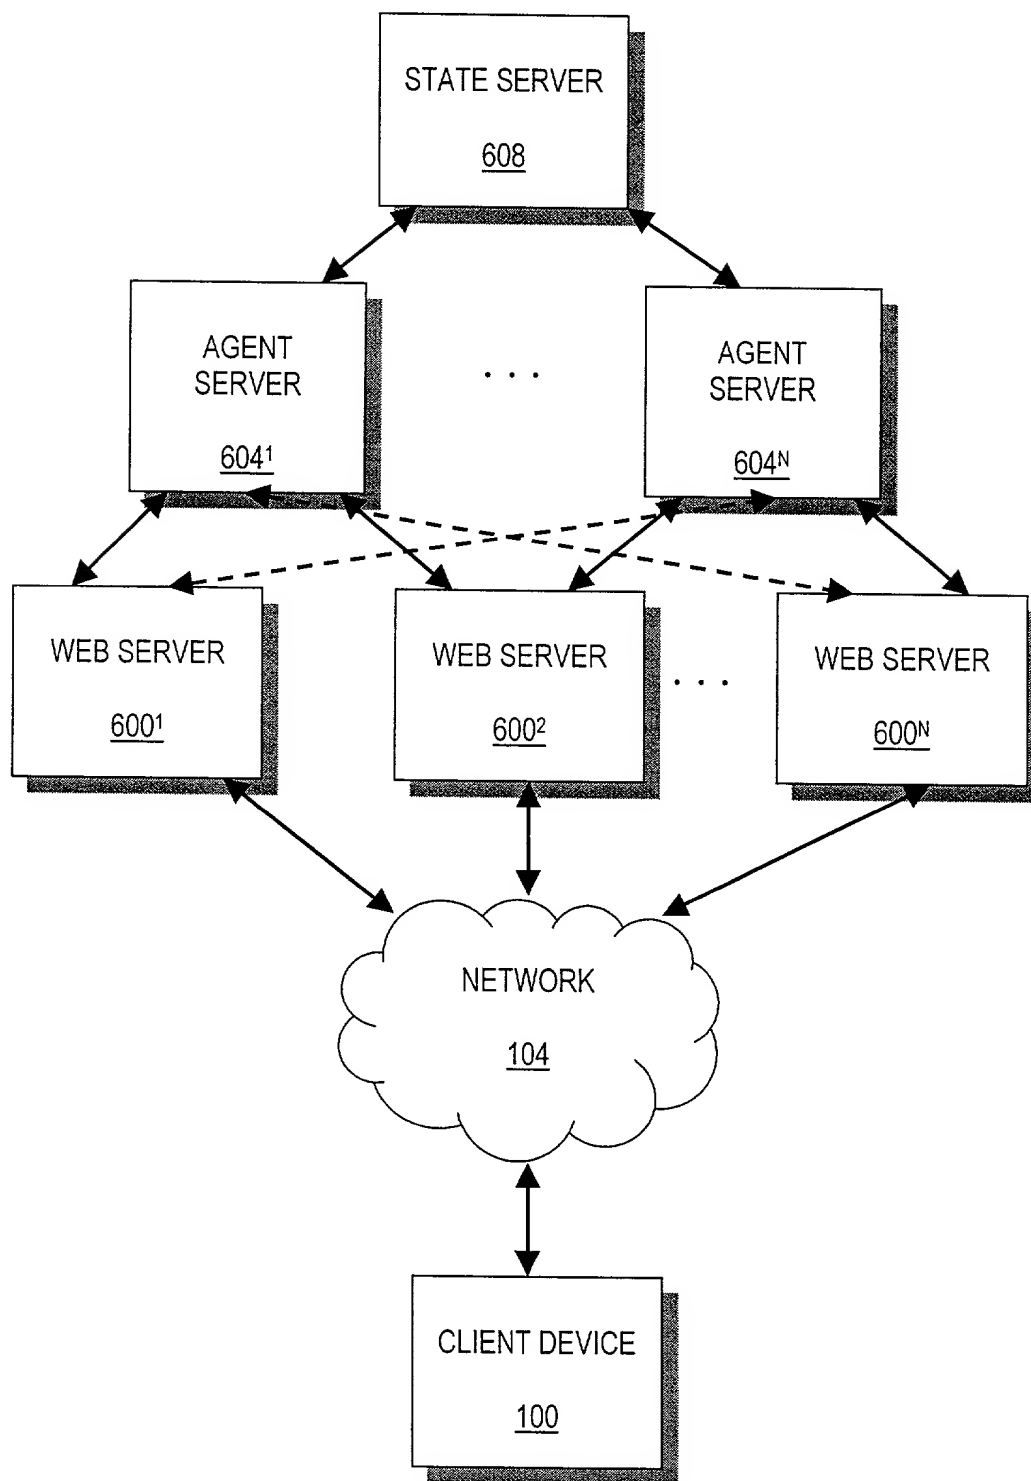 STATE SERVER
608
AGENT
SERVER
604¹
. . .
AGENT
SERVER
604ᴺ
WEB SERVER
600¹
WEB SERVER
600²
. . .
WEB SERVER
600ᴺ
NETWORK
104
CLIENT DEVICE
100